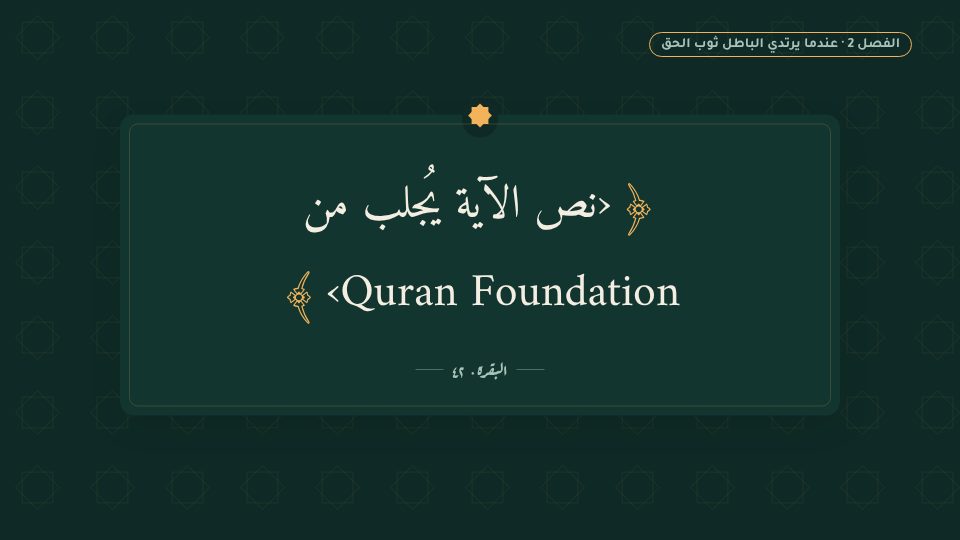 الفصل 2 · عندما يرتدي الباطل ثوب الحق
﴿ ‹نص الآية يُجلب من
Quran Foundation› ﴾
البقرة · ٤٢